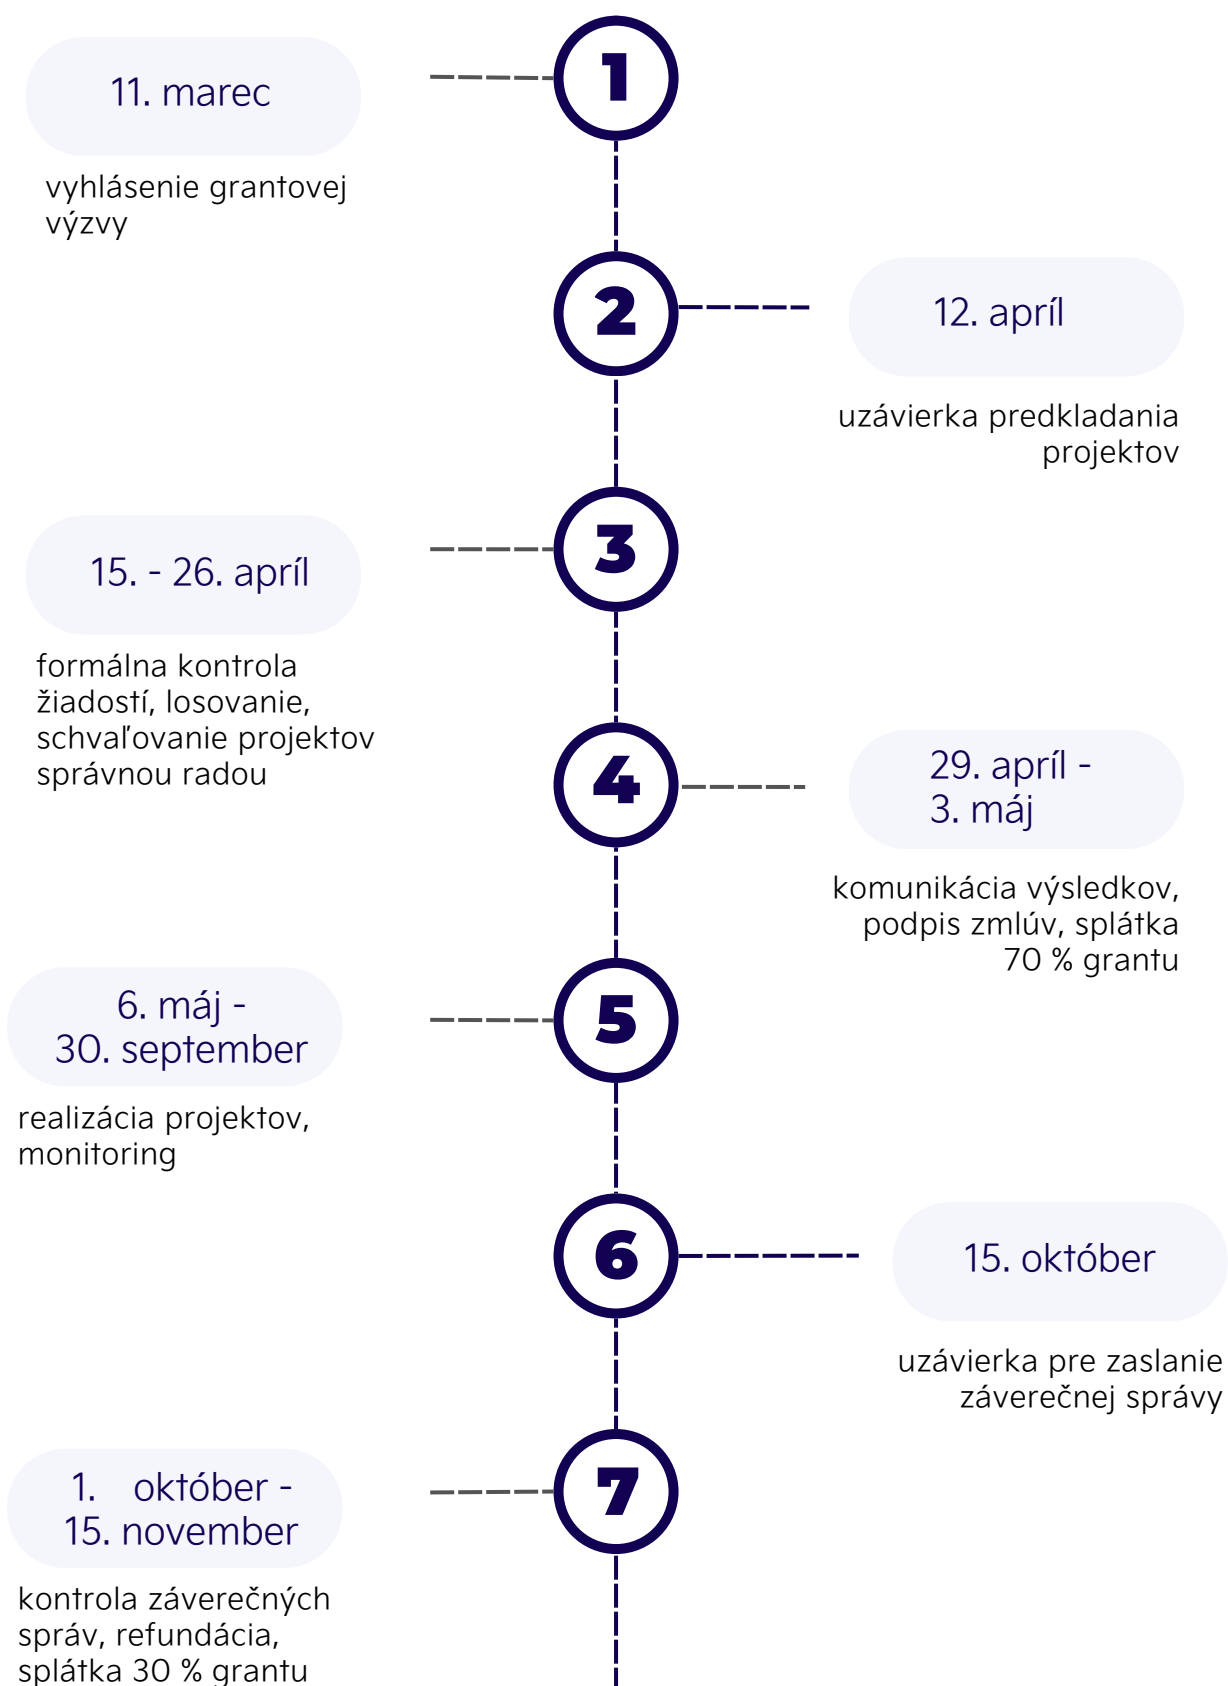 1
11. marec
vyhlásenie grantovej
výzvy
2
12. apríl
uzávierka predkladania
projektov
3
15. - 26. apríl
formálna kontrola
žiadostí, losovanie,
schvaľovanie projektov
správnou radou
4
29. apríl -
3. máj
komunikácia výsledkov,
podpis zmlúv, splátka
70 % grantu
5
6. máj -
30. september
realizácia projektov,
monitoring
6
15. október
uzávierka pre zaslanie
záverečnej správy
7
1. október -
15. november
kontrola záverečných
správ, refundácia,
splátka 30 % grantu